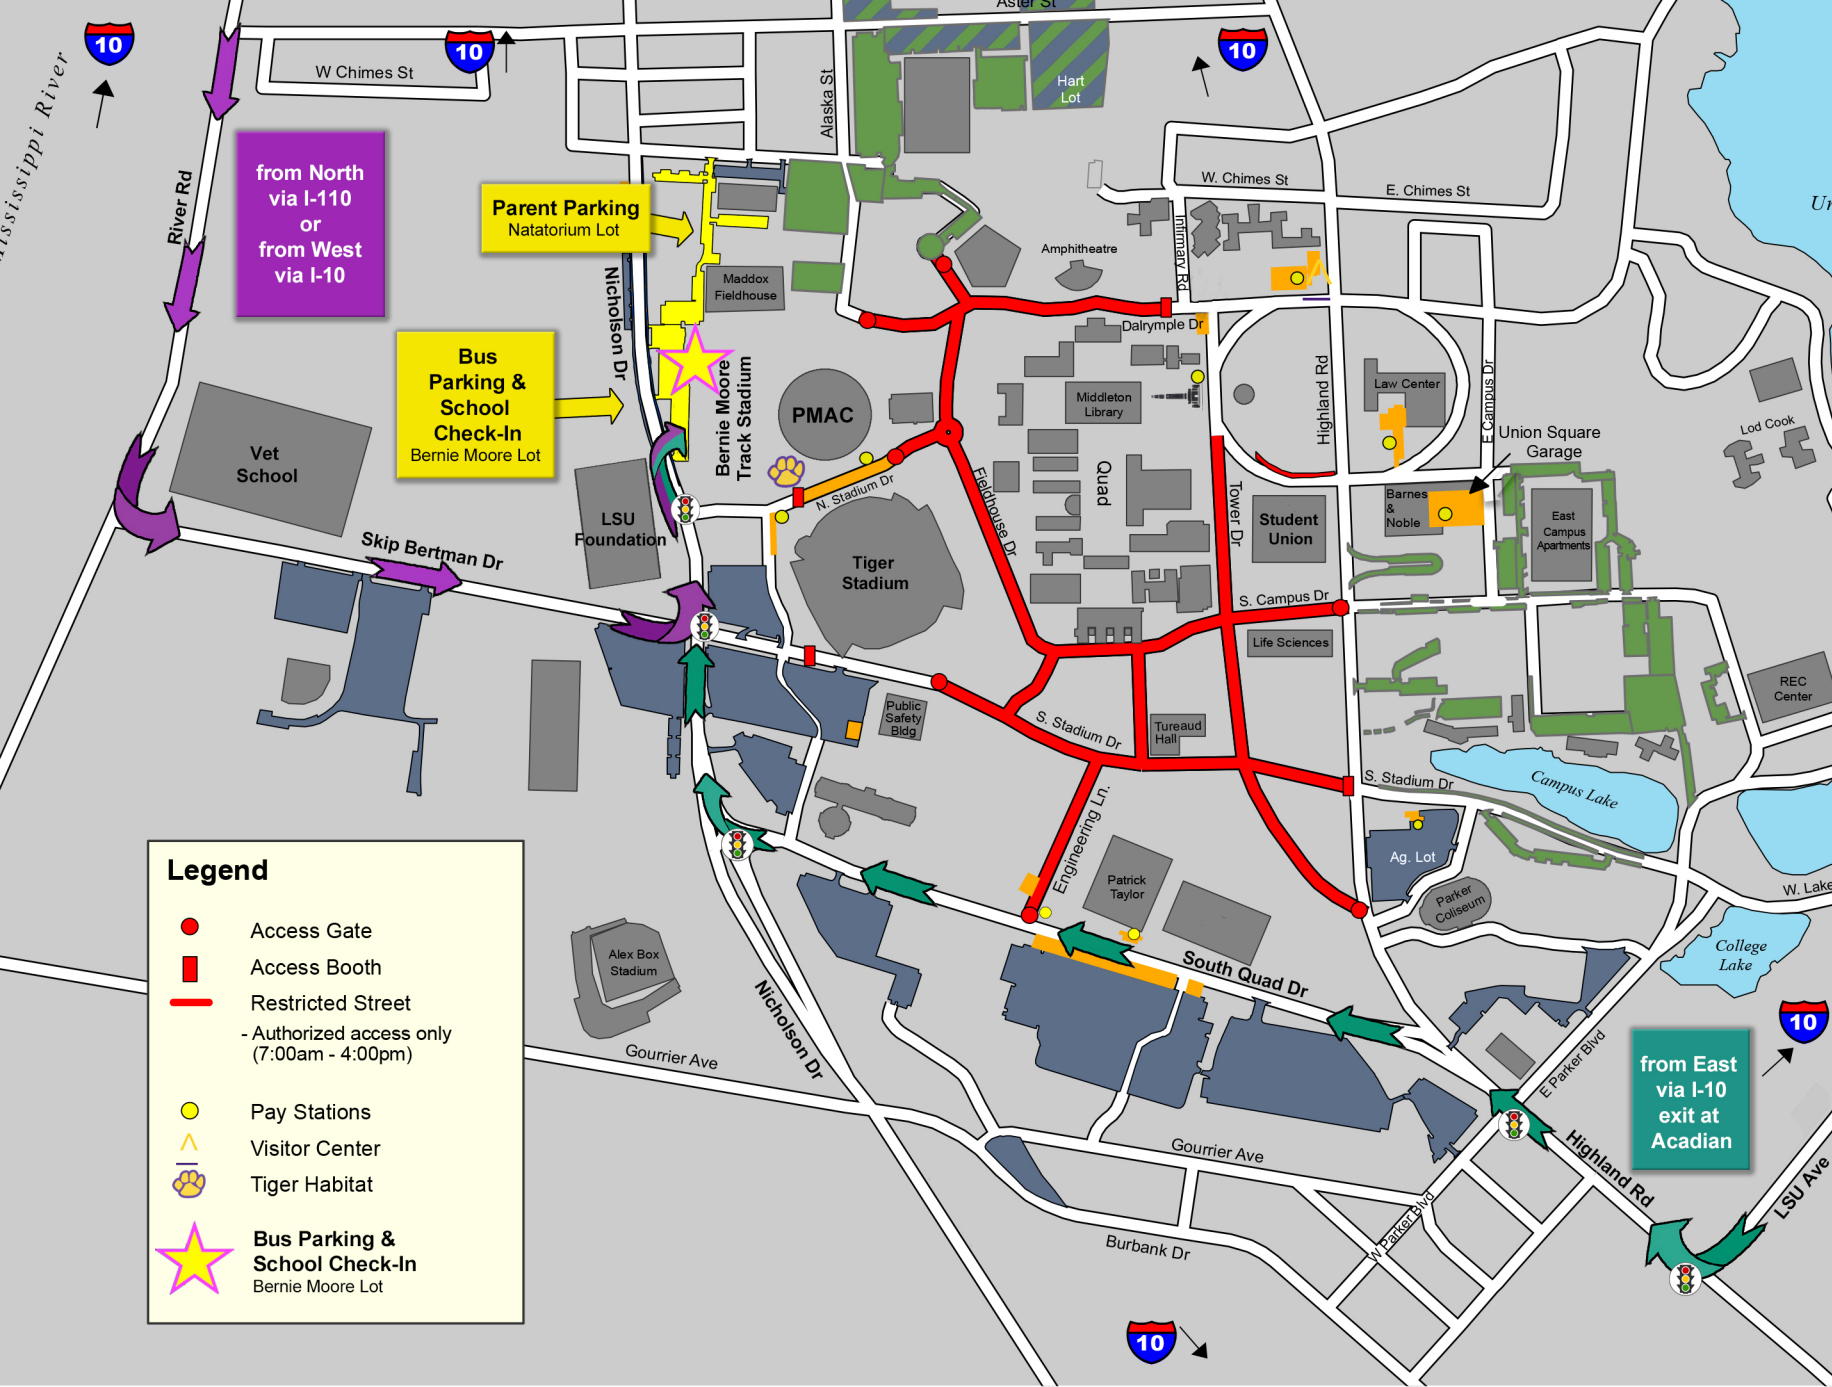 Aster St
10
10
10
W Chimes St
Mississippi River
River Rd
from North
via I-110
or
from West
via I-10
Alaska St
Hart
Lot
Parent Parking
Natatorium Lot
Nicholson Dr
Maddox
Fieldhouse
Amphitheatre
Infirmary Rd
W. Chimes St
E. Chimes St
Dalrymple Dr
Bus
Parking &
School
Check-In
Bernie Moore Lot
Bernie Moore
Track Stadium
PMAC
Middleton
Library
Highland Rd
Law Center
E Campus Dr
Union Square
Garage
Lod Cook
Vet
School
LSU
Foundation
N. Stadium Dr
Fieldhouse Dr
Quad
Tower Dr
Student
Union
Barnes
&
Noble
East
Campus
Apartments
Tiger
Stadium
Skip Bertman Dr
S. Campus Dr
Life Sciences
REC
Center
Public
Safety
Bldg
S. Stadium Dr
Tureaud
Hall
S. Stadium Dr
Campus Lake
Engineering Ln.
Ag. Lot
Patrick
Taylor
Parker
Coliseum
W. Lake
College
Lake
Alex Box
Stadium
South Quad Dr
Nicholson Dr
Gourrier Ave
Gourrier Ave
E Parker Blvd
W Parker Blvd
Burbank Dr
Highland Rd
LSU Ave
10
from East
via I-10
exit at
Acadian
10
Legend
Access Gate
Access Booth
Restricted Street
- Authorized access only
(7:00am - 4:00pm)
Pay Stations
Visitor Center
Tiger Habitat
Bus Parking &
School Check-In
Bernie Moore Lot